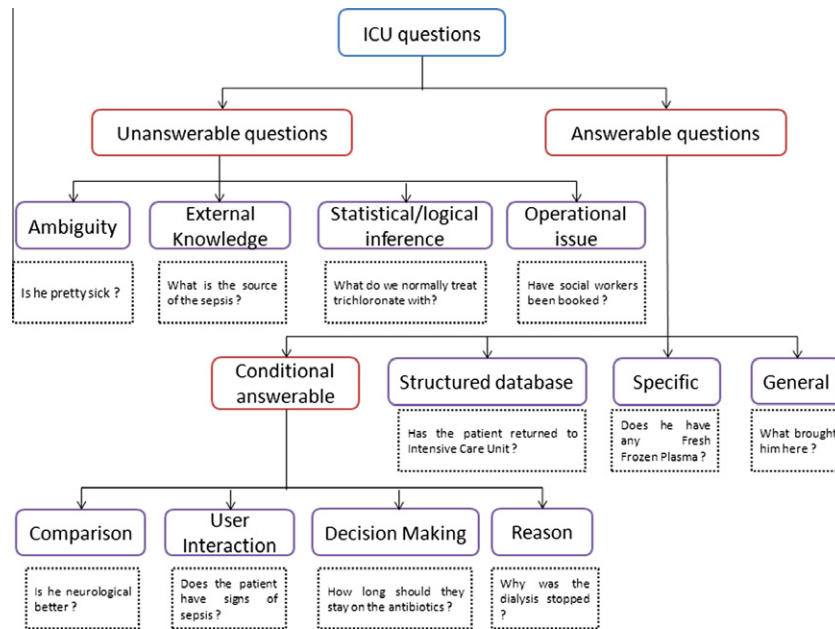 ICU questions
Unanswerable questions
Answerable questions
Ambiguity
External
Knowledge
Statistical/logical
inference
Operational
issue
Is he pretty sick ?
What is the source
of the sepsis ?
What do we normally treat
trichloronate with?
Have social workers
been booked ?
Conditional
answerable
Structured database
Specific
General
Has the patient returned to
Intensive Care Unit?
Does he have
any Fresh
Frozen Plasma ?
What brought
him here ?
Comparison
User
Interaction
Decision Making
Reason
Is he neurological
better ?
Does the patient
have signs of
sepsis ?
How long should they
stay on the antibiotics ?
Why was the
dialysis stopped
?